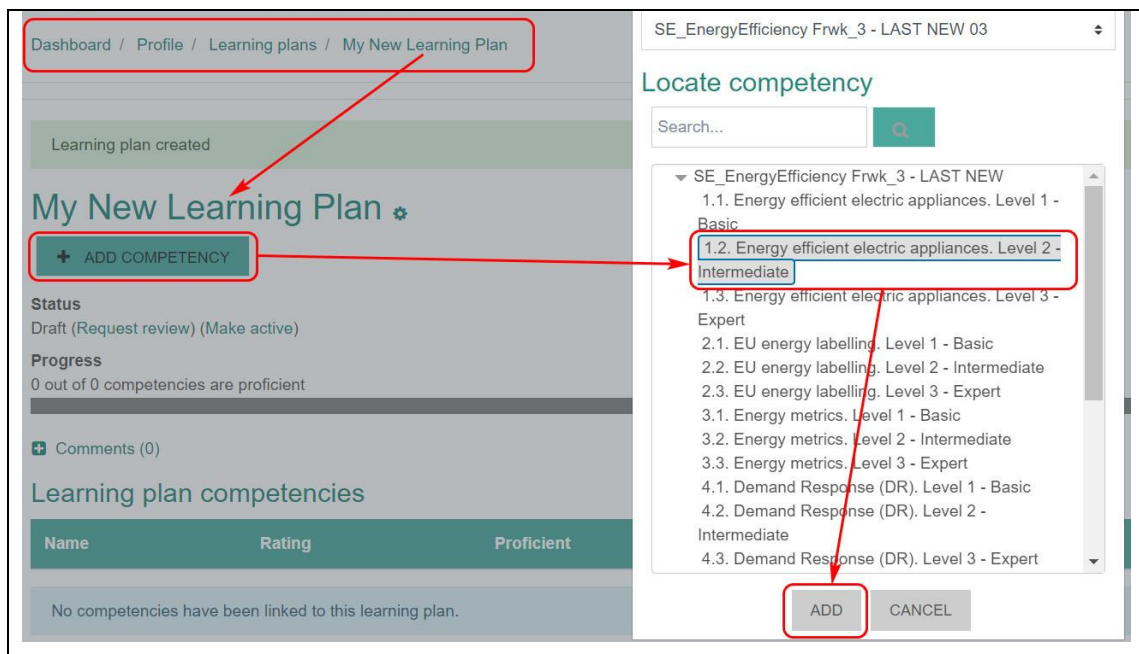 Dashboard / Profile / Learning plans / My New Learning Plan
Learning plan created
My New Learning Plan
+ ADD COMPETENCY
Status
Draft (Request review) (Make active)
Progress
0 out of 0 competencies are proficient
Comments (0)
Learning plan competencies
Name Rating Proficient
No competencies have been linked to this learning plan.
SE_EnergyEfficiency Frwk_3 - LAST NEW 03
Locate competency
Search...
SE_EnergyEfficiency Frwk_3 - LAST NEW
1.1. Energy efficient electric appliances. Level 1 -
Basic
1.2. Energy efficient electric appliances. Level 2 -
Intermediate
1.3. Energy efficient electric appliances. Level 3 -
Expert
2.1. EU energy labelling. Level 1 - Basic
2.2. EU energy labelling. Level 2 - Intermediate
2.3. EU energy labelling. Level 3 - Expert
3.1. Energy metrics. Level 1 - Basic
3.2. Energy metrics. Level 2 - Intermediate
3.3. Energy metrics. Level 3 - Expert
4.1. Demand Response (DR). Level 1 - Basic
4.2. Demand Response (DR). Level 2 -
Intermediate
4.3. Demand Response (DR). Level 3 - Expert
ADD CANCEL